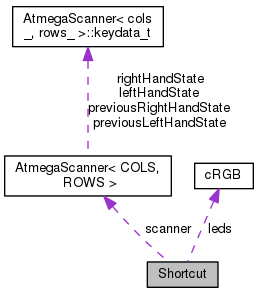 AtmegaScanner< cols
_, rows_ >::keydata_t
rightHandState
leftHandState
previousRightHandState
previousLeftHandState
AtmegaScanner< COLS,
ROWS >
cRGB
scanner
leds
Shortcut